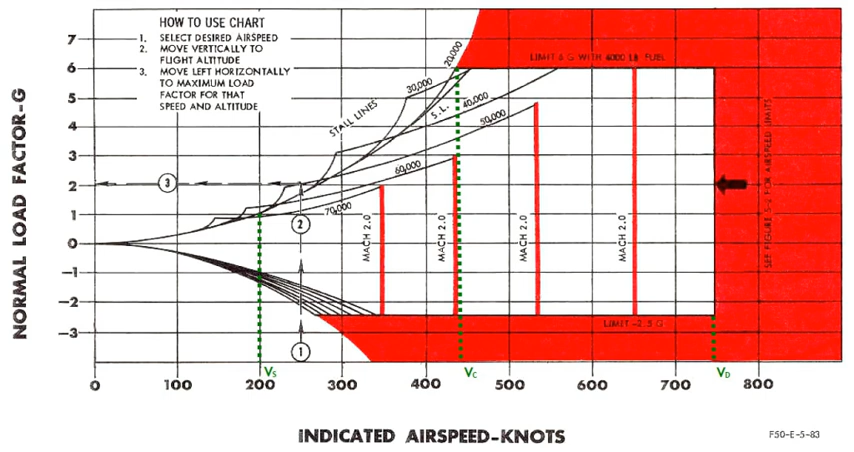 HOW TO USE CHART
1. SELECT DESIRED AIRSPEED
2. MOVE VERTICALLY TO
FLIGHT ALTITUDE
3. MOVE LEFT HORIZONTALLY
TO MAXIMUM LOAD
FACTOR FOR THAT
SPEED AND ALTITUDE
NORMAL LOAD FACTOR-G
7
6
5
4
3
2
1
0
-1
-2
-3
STALL LINES
20,000
30,000
S.L.
40,000
50,000
60,000
70,000
LIMIT 6 G WITH 4000 LB FUEL
SEE FIGURE 5-2 FOR AIRSPEED LIMITS
MACH 2.0
MACH 2.0
MACH 2.0
MACH 2.0
3
2
1
LIMIT -2.5 G
VS
VC
VD
0
100
200
300
400
500
600
700
800
INDICATED AIRSPEED-KNOTS
F50-E-5-83